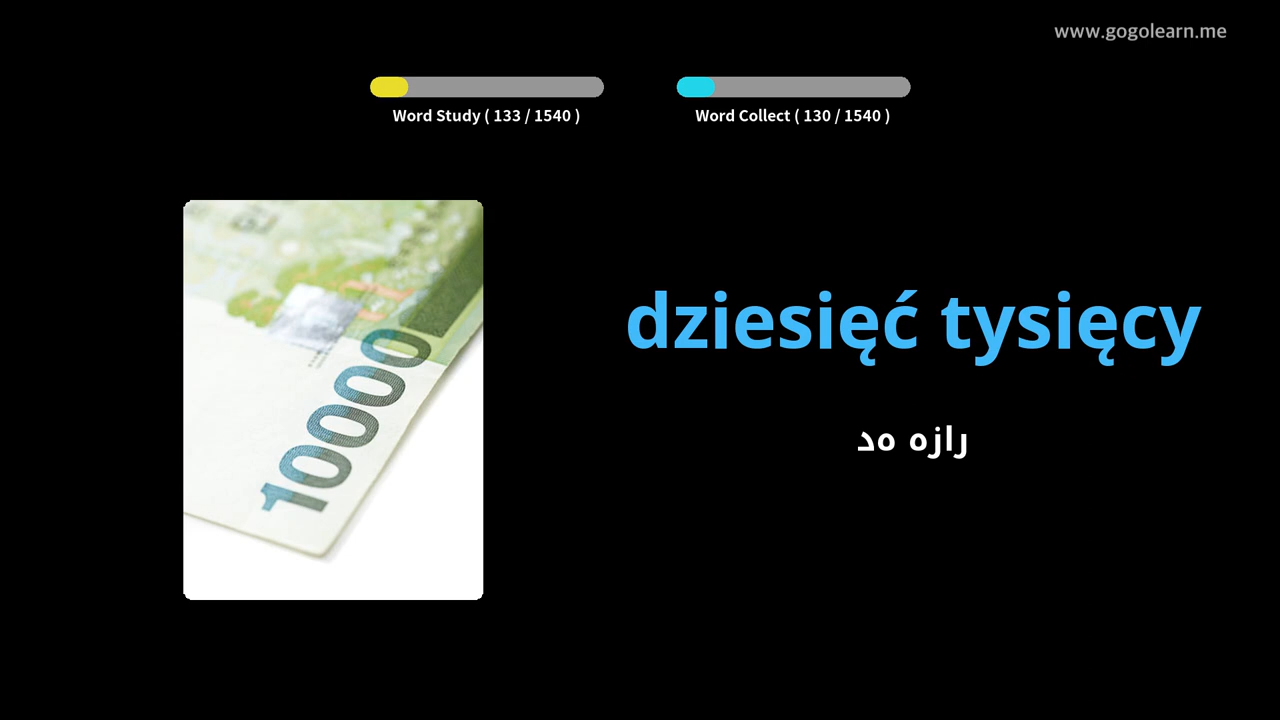 www.gogolearn.me
Word Study ( 133 / 1540 )
Word Collect ( 130 / 1540 )
10000
dziesięć tysięcy
ده هزار